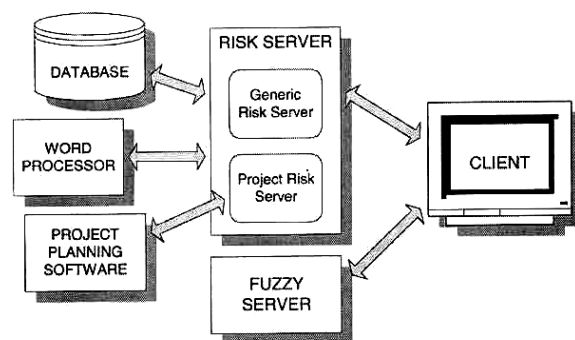 RISK SERVER
DATABASE
Generic
Risk Server
WORD
PROCESSOR
Project Risk
Server
CLIENT
PROJECT
PLANNING
SOFTWARE
FUZZY
SERVER